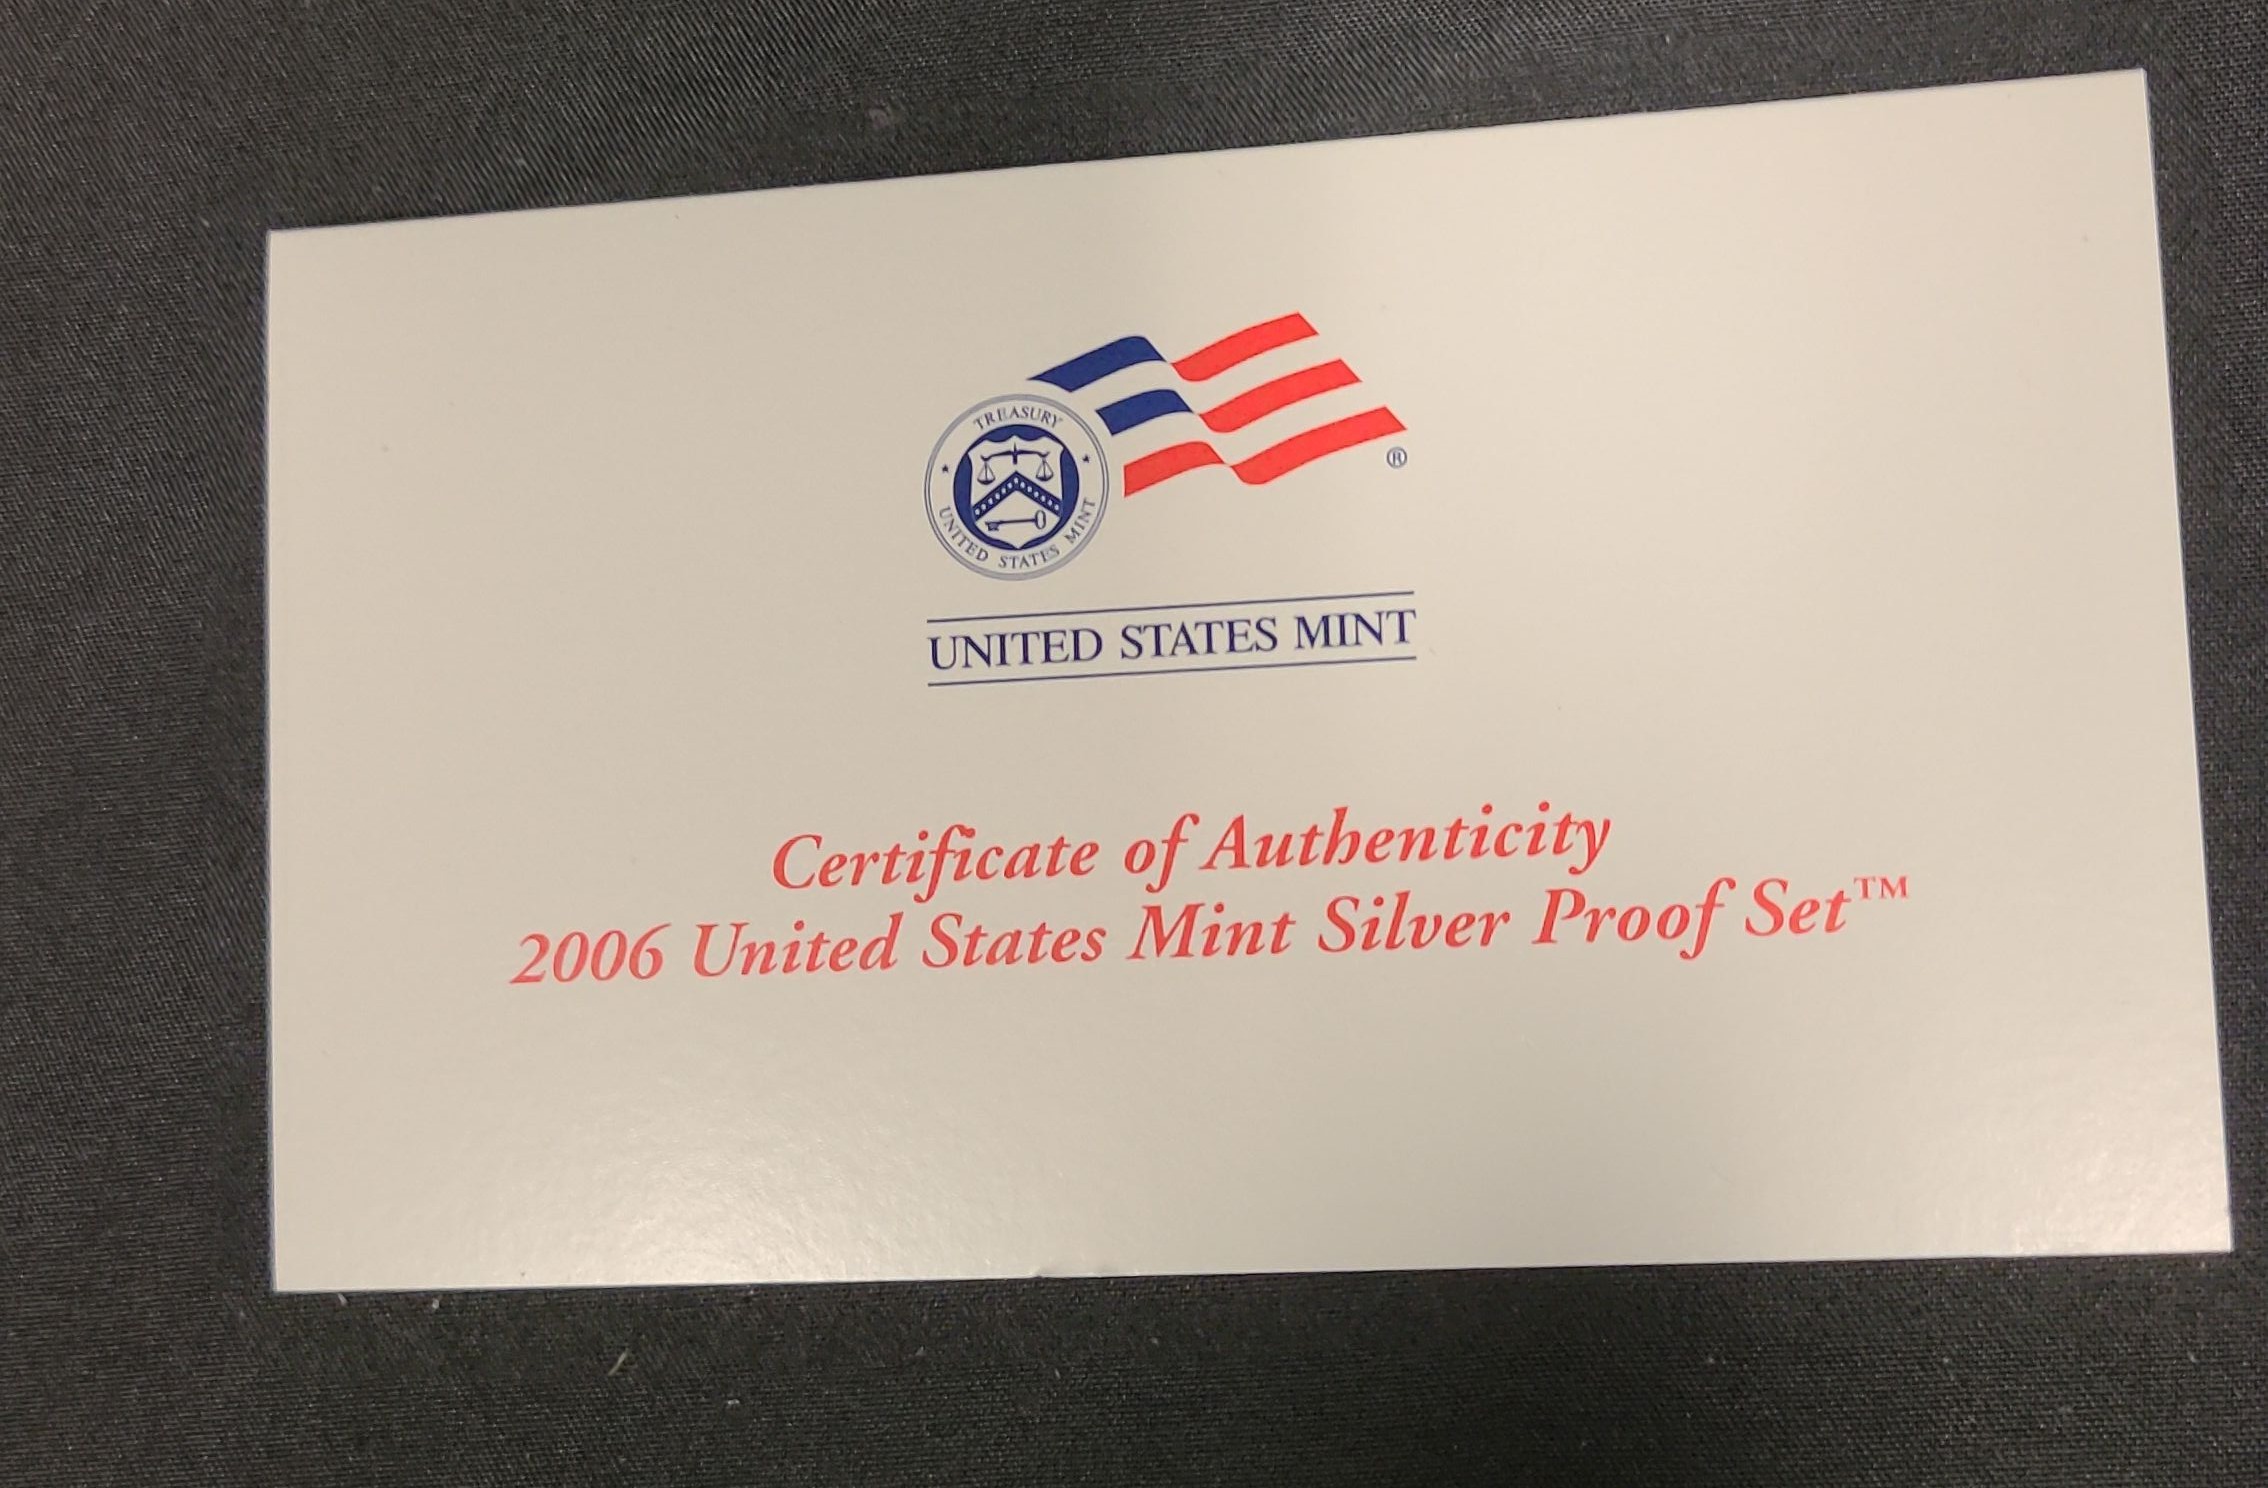 TREASURY
UNITED STATES MINT
®
UNITED STATES MINT
Certificate of Authenticity
2006 United States Mint Silver Proof Set™